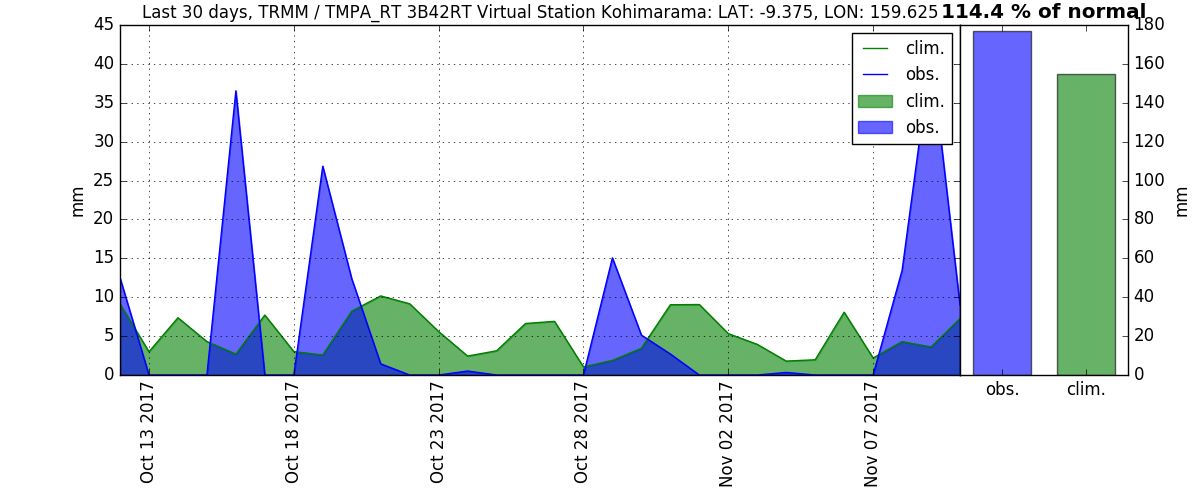 Last 30 days, TRMM / TMPA_RT 3B42RT Virtual Station Kohimarama: LAT: -9.375, LON: 159.625 114.4 % of normal
45
40
35
30
25
20
15
10
5
0
mm
clim.
obs.
clim.
obs.
Oct 13 2017
Oct 18 2017
Oct 23 2017
Oct 28 2017
Nov 02 2017
Nov 07 2017
180
160
140
120
100
80
60
40
20
0
mm
obs. clim.